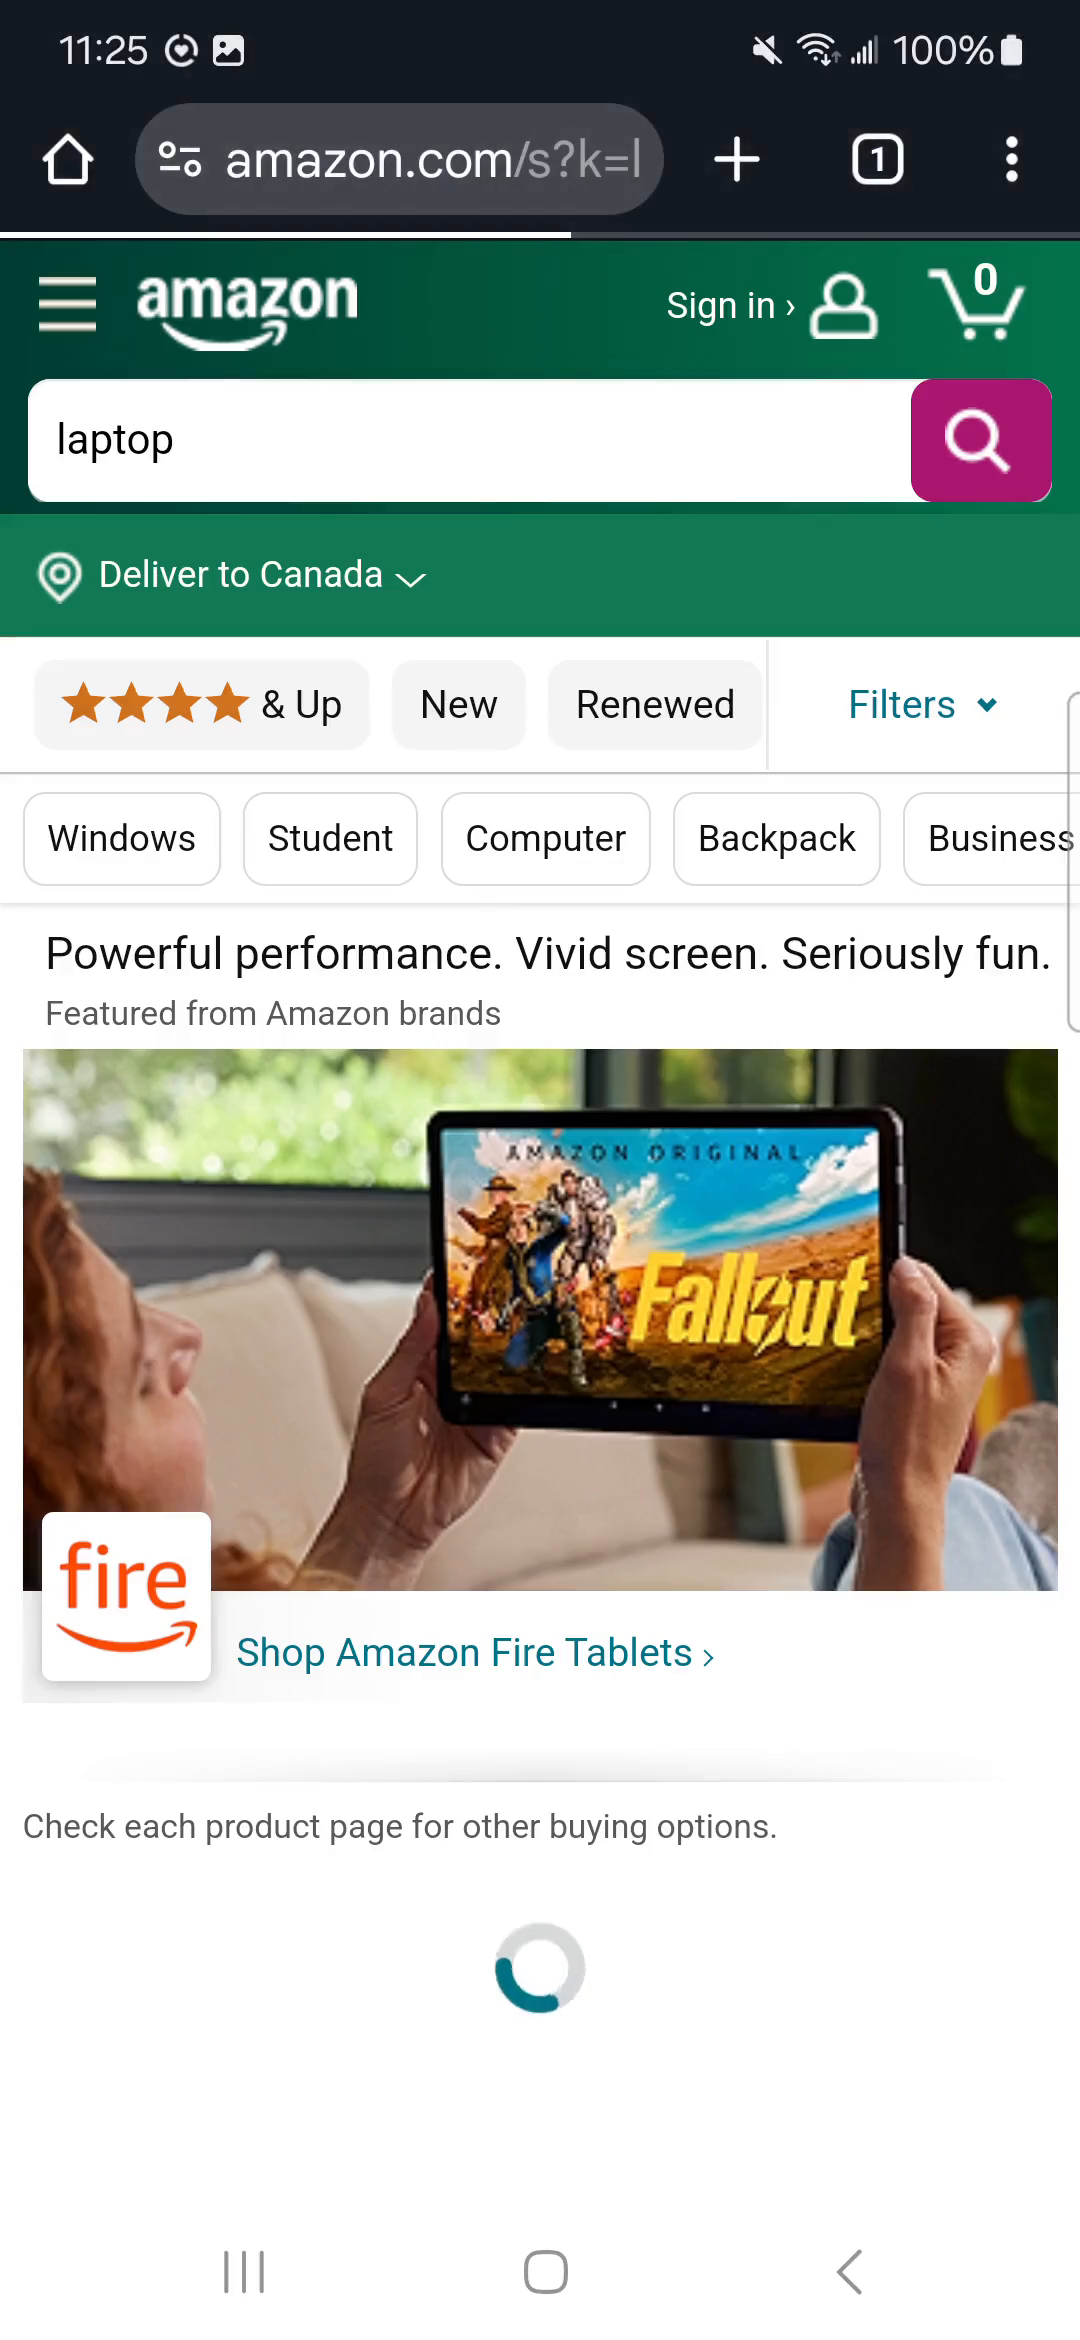 11:25
100%
amazon.com/s?k=l
1
amazon
Sign in ›
0
laptop
Deliver to Canada
& Up
New
Renewed
Filters
Windows
Student
Computer
Backpack
Business
Powerful performance. Vivid screen. Seriously fun.
Featured from Amazon brands
AMAZON ORIGINAL
Fallout
fire
Shop Amazon Fire Tablets ›
Check each product page for other buying options.